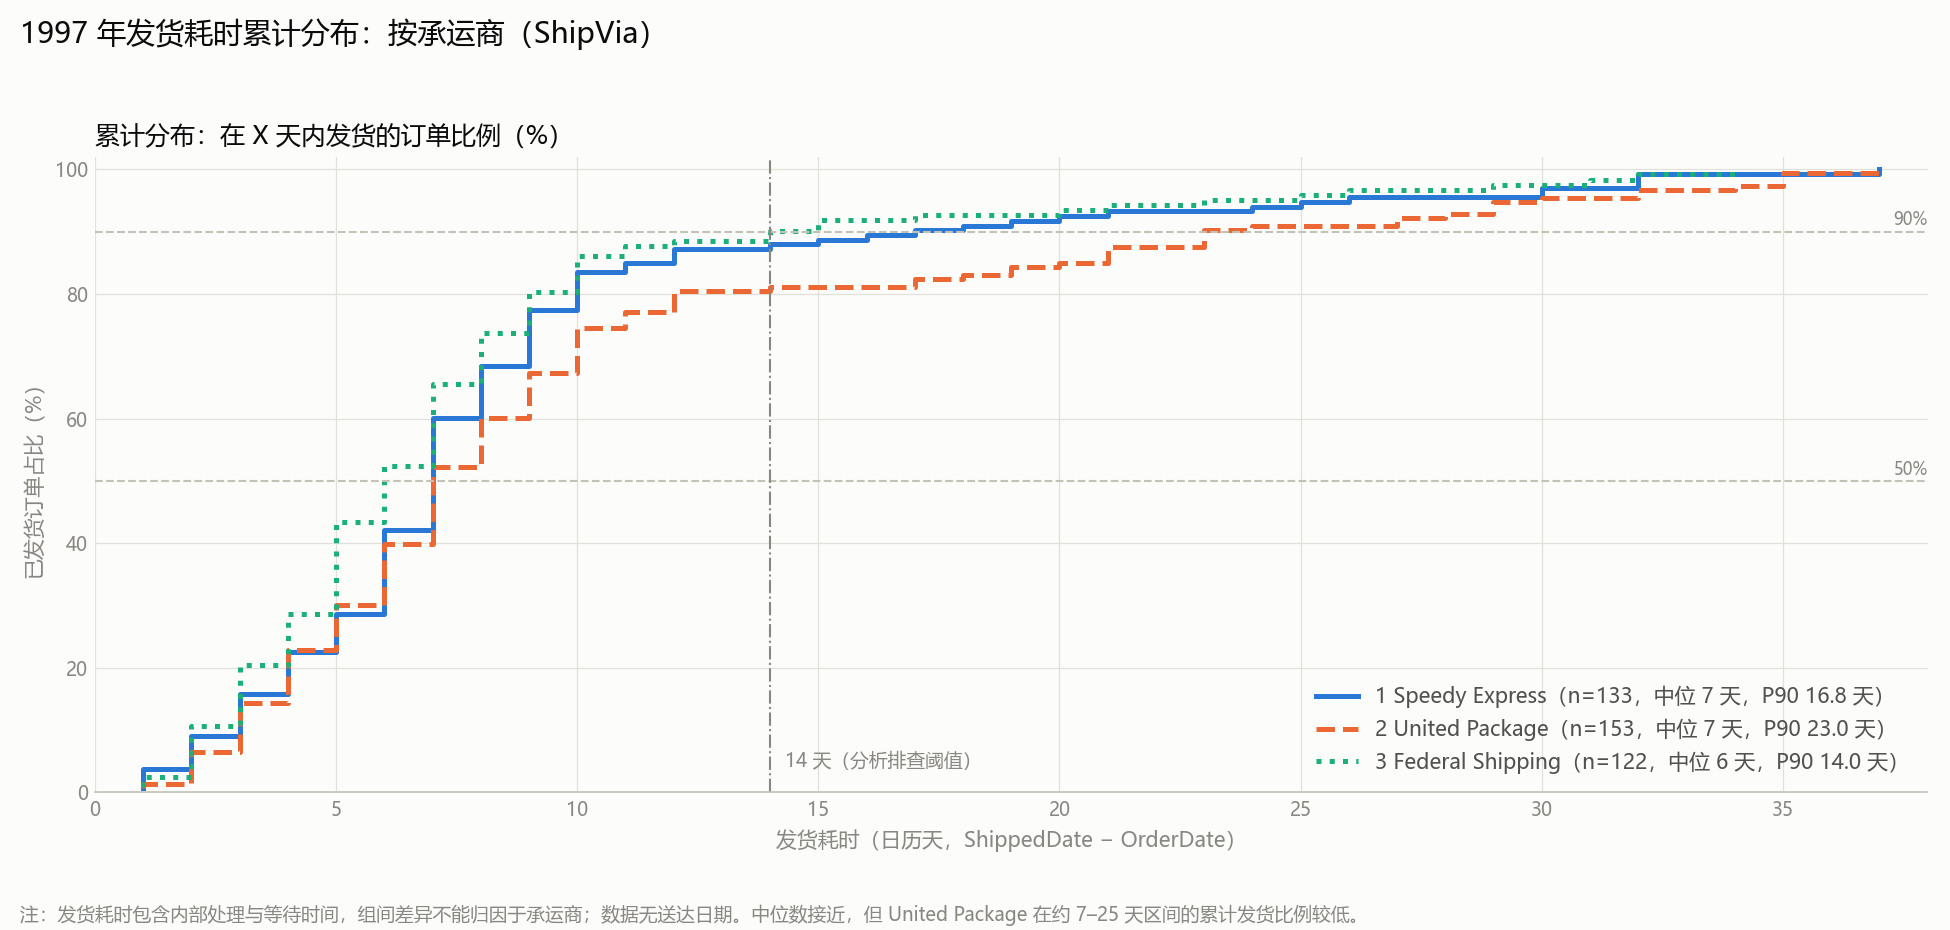 1997 年发货耗时累计分布：按承运商（ShipVia）
累计分布：在 X 天内发货的订单比例（%）
已发货订单占比（%）
100
80
60
40
20
0
90%
50%
14 天（分析排查阈值）
1 Speedy Express（n=133，中位 7 天，P90 16.8 天）
2 United Package（n=153，中位 7 天，P90 23.0 天）
3 Federal Shipping（n=122，中位 6 天，P90 14.0 天）
0 5 10 15 20 25 30 35
发货耗时（日历天，ShippedDate − OrderDate）
注：发货耗时包含内部处理与等待时间，组间差异不能归因于承运商；数据无送达日期。中位数接近，但 United Package 在约 7–25 天区间的累计发货比例较低。